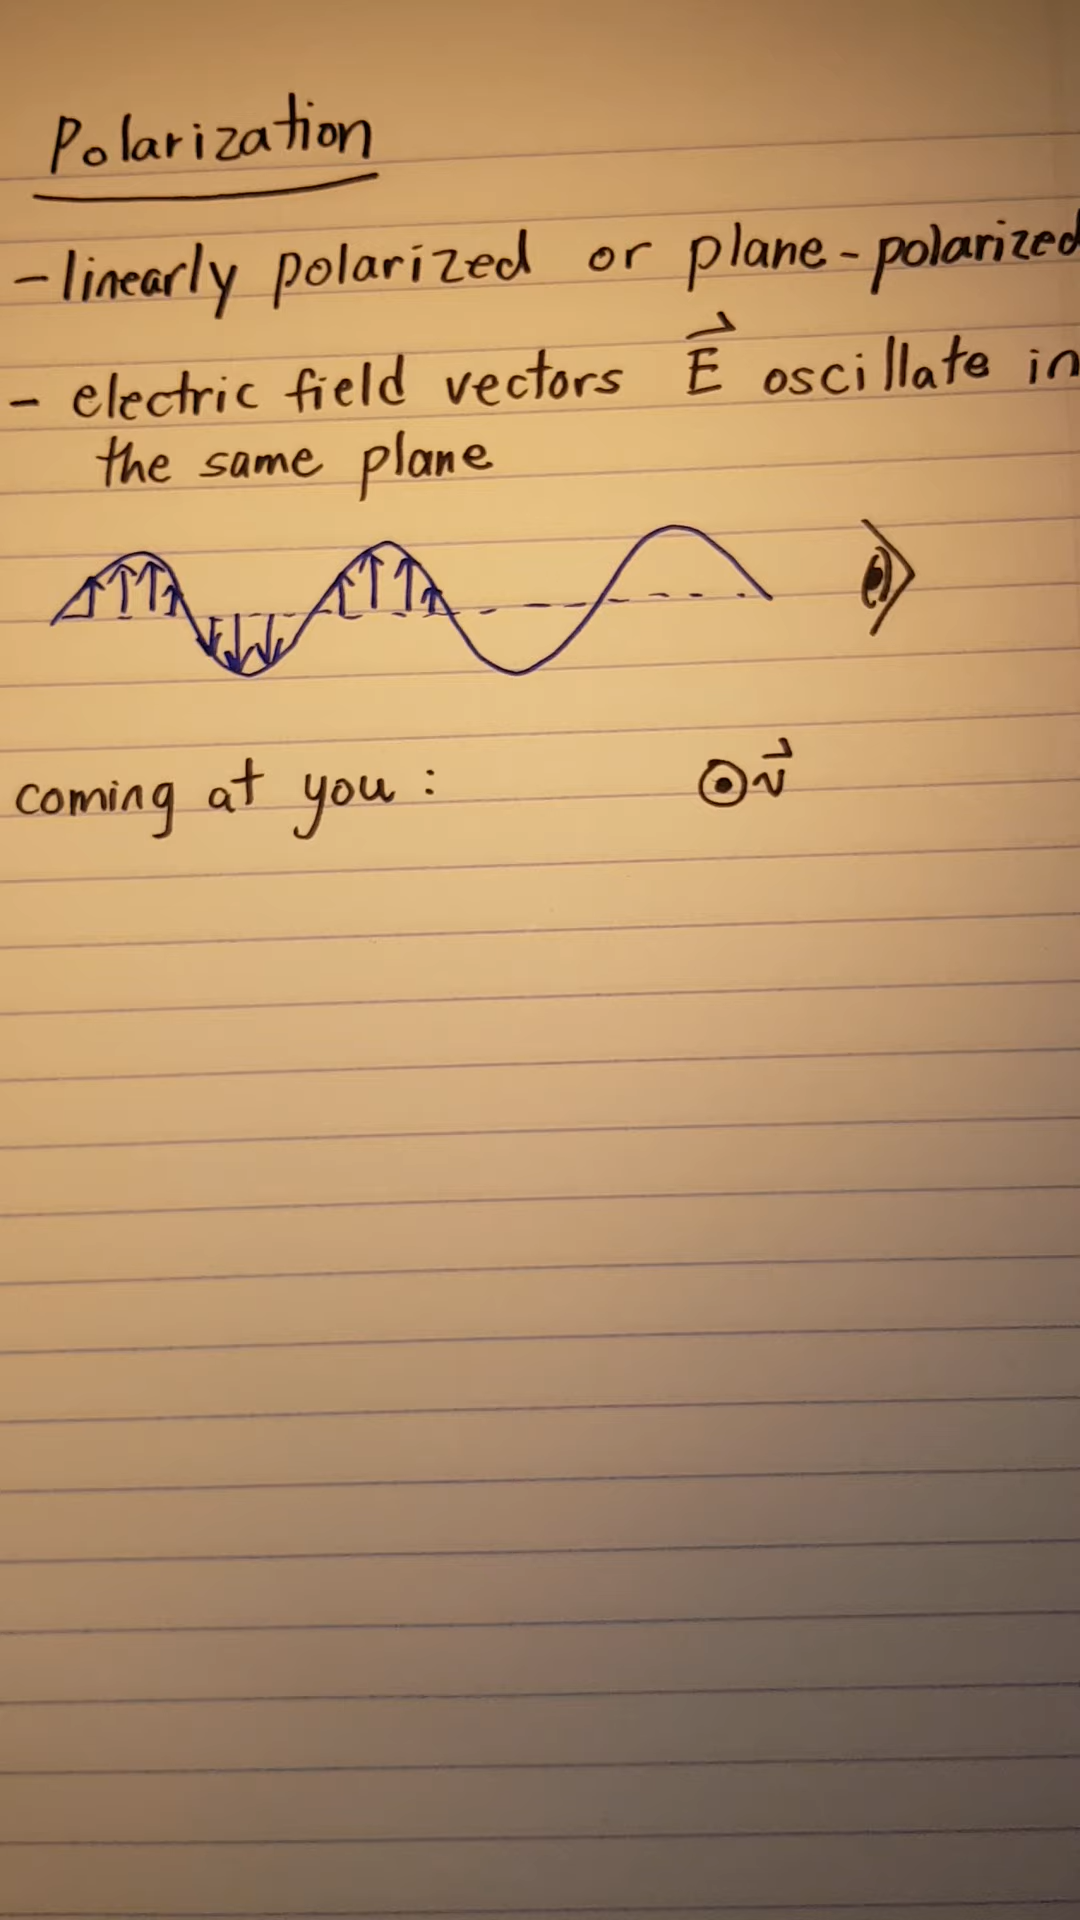 Polarization
- linearly polarized or plane-polarized
- electric field vectors E⃗ oscillate in
the same plane
coming at you : ⊙ v⃗